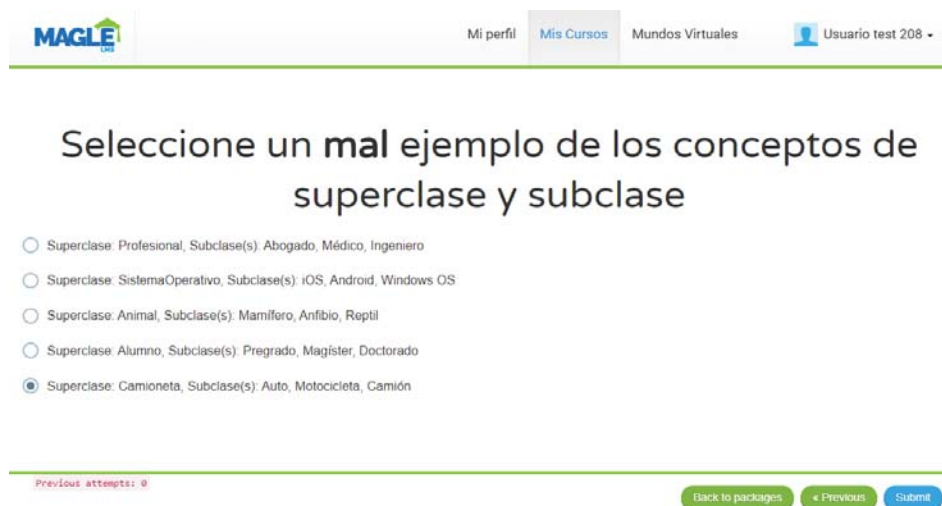 MAGLE
LMS
Mi perfil Mis Cursos Mundos Virtuales Usuario test 208
Seleccione un mal ejemplo de los conceptos de
superclase y subclase
Superclase: Profesional, Subclase(s): Abogado, Médico, Ingeniero
Superclase: SistemaOperativo, Subclase(s): iOS, Android, Windows OS
Superclase: Animal, Subclase(s): Mamífero, Anfibio, Reptil
Superclase: Alumno, Subclase(s): Pregrado, Magíster, Doctorado
Superclase: Camioneta, Subclase(s): Auto, Motocicleta, Camión
Previous attempts: 0
Back to packages « Previous Submit